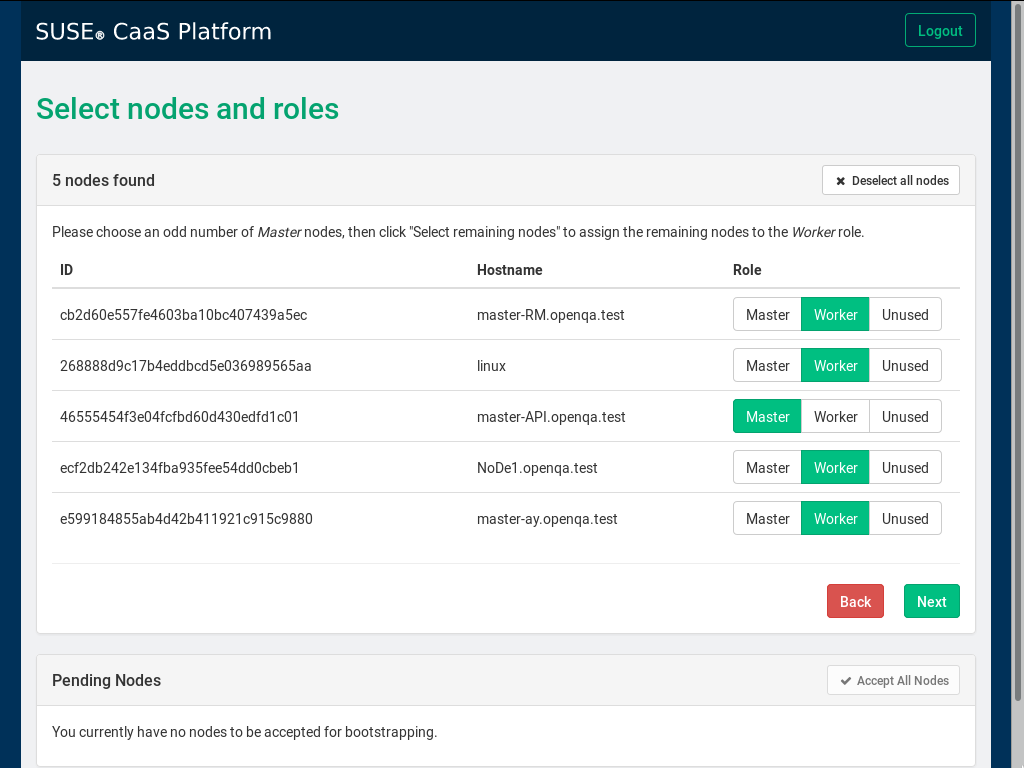 SUSE® CaaS Platform Logout
Select nodes and roles
5 nodes found Deselect all nodes
Please choose an odd number of Master nodes, then click "Select remaining nodes" to assign the remaining nodes to the Worker role.
ID Hostname Role
cb2d60e557fe4603ba10bc407439a5ec master-RM.openqa.test Master Worker Unused
268888d9c17b4eddbcd5e036989565aa linux Master Worker Unused
46555454f3e04fcfbd60d430edfd1c01 master-API.openqa.test Master Worker Unused
ecf2db242e134fba935fee54dd0cbeb1 NoDe1.openqa.test Master Worker Unused
e599184855ab4d42b411921c915c9880 master-ay.openqa.test Master Worker Unused
Back Next
Pending Nodes Accept All Nodes
You currently have no nodes to be accepted for bootstrapping.